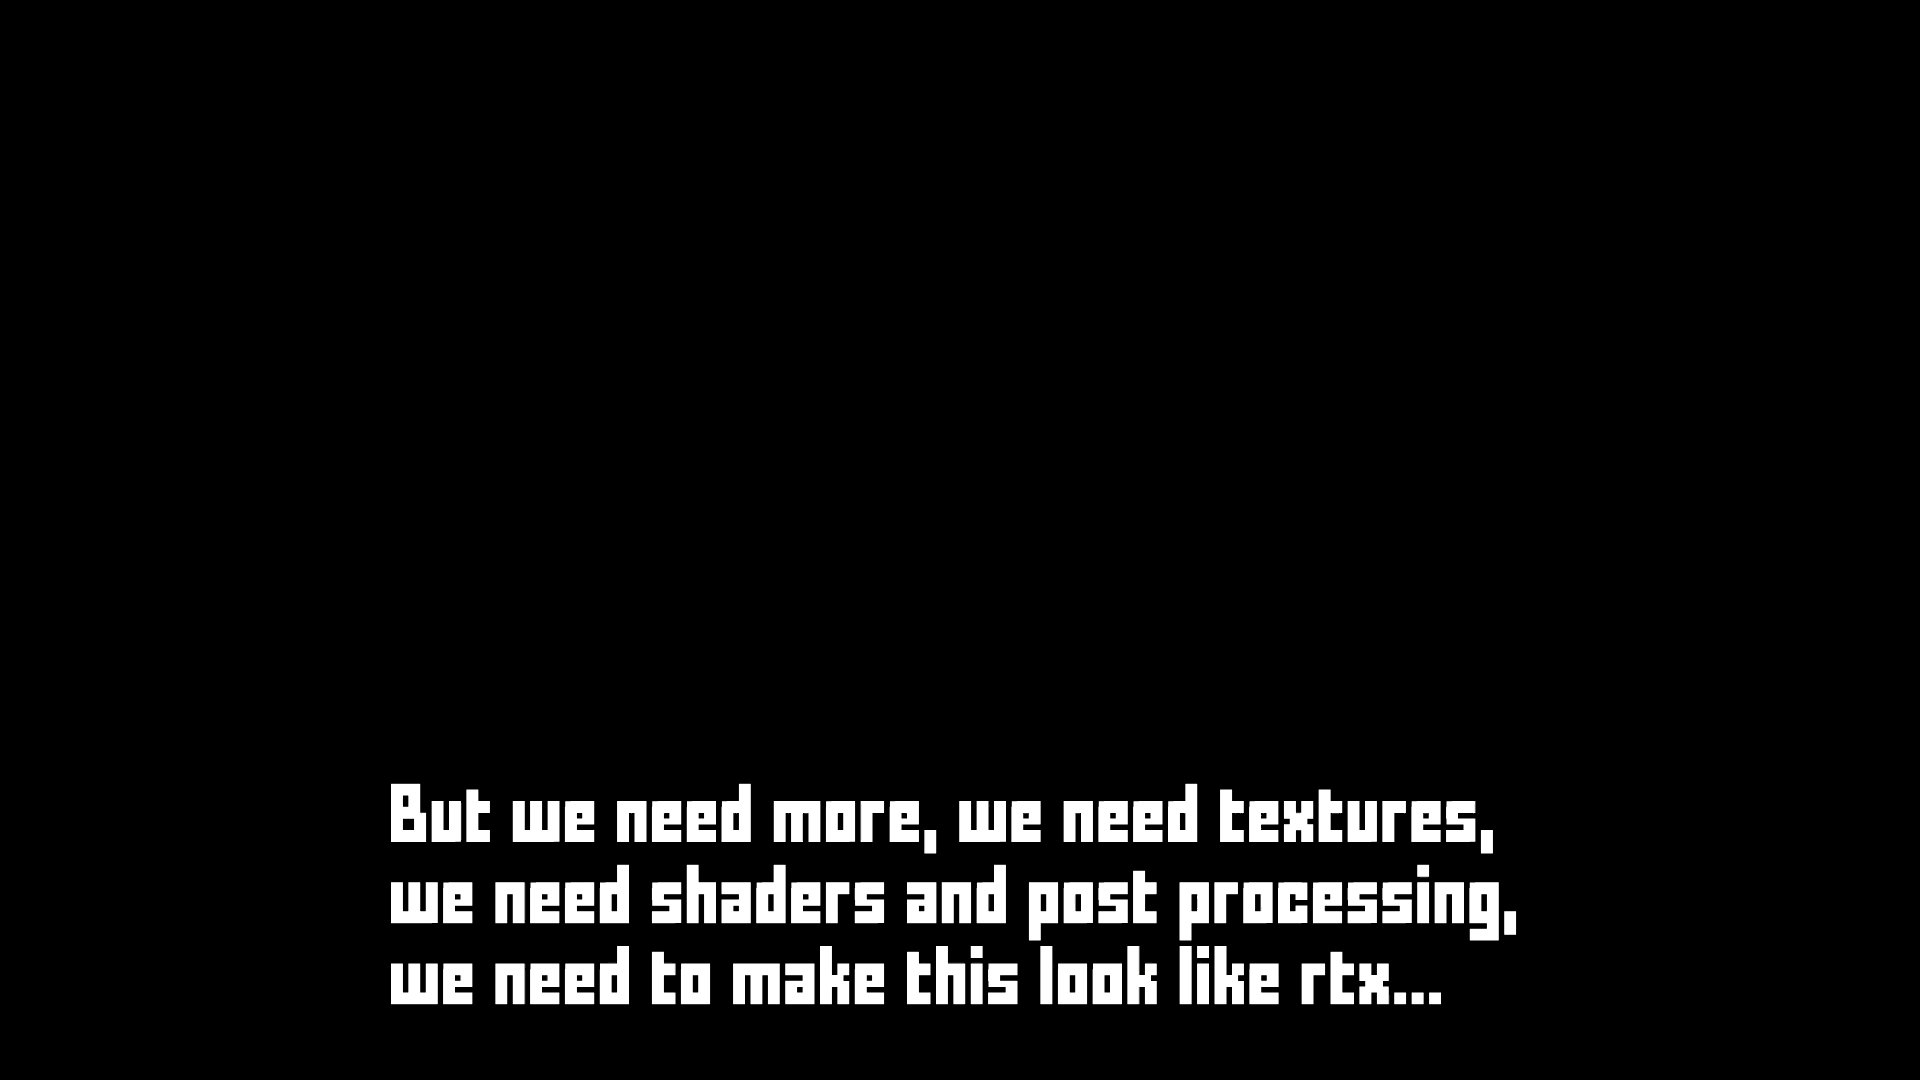 But we need more, we need textures,
we need shaders and post processing,
we need to make this look like rtx...